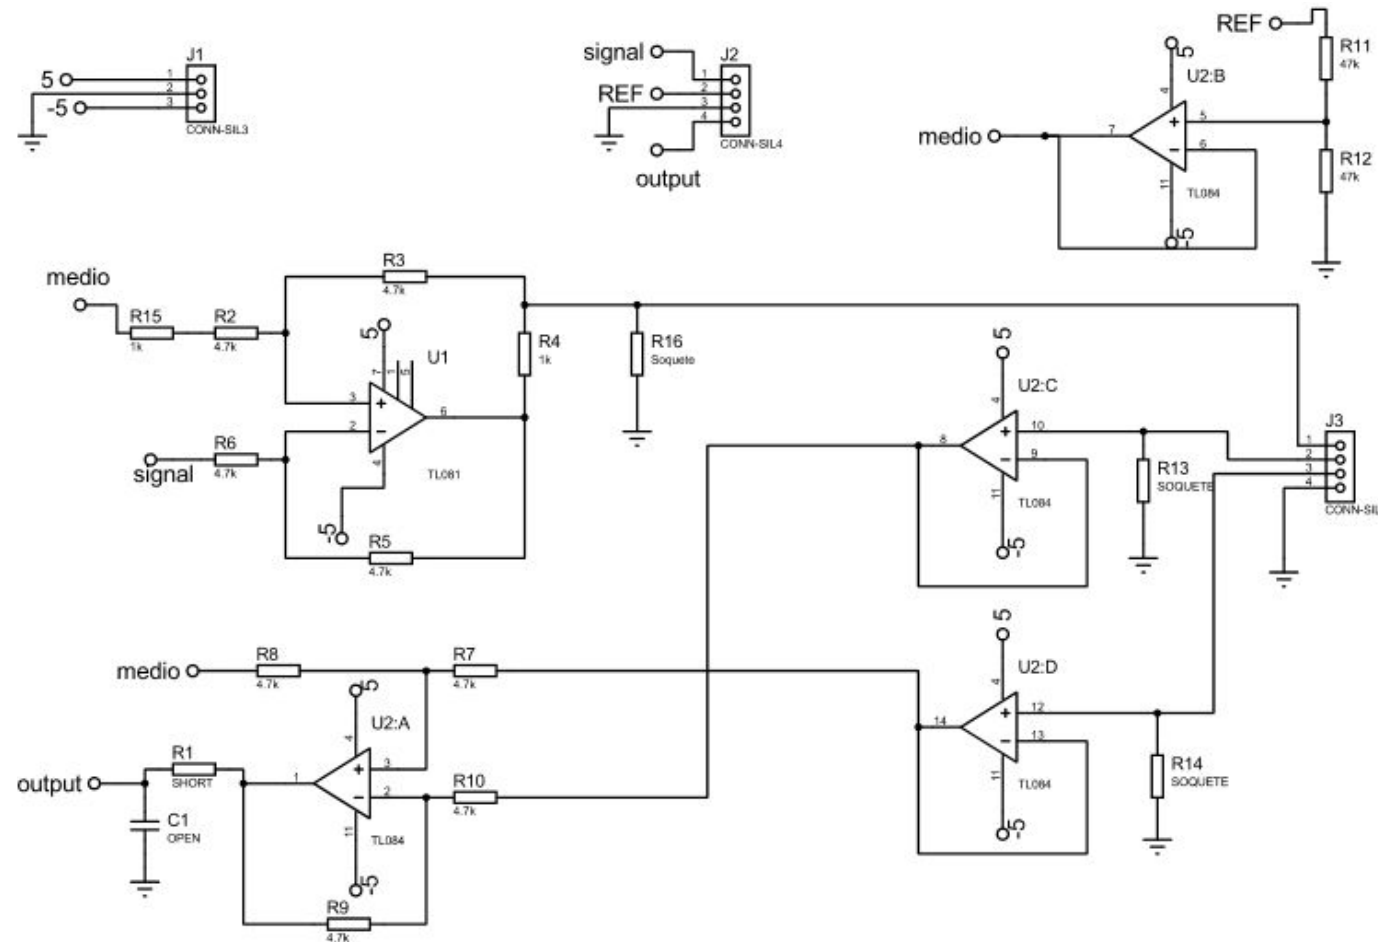 J1
5
-5
1
2
3
CONN-SIL3
signal
REF
output
J2
1
2
3
4
CONN-SIL4
REF
R11
47k
R12
47k
medio
U2:B
5
4
7
5
6
11
-5
TL084
medio
R15
1k
R2
4.7k
R3
4.7k
R4
1k
R16
Soquete
U1
5
7
1
5
3
2
6
4
-5
TL081
signal
R6
4.7k
R5
4.7k
U2:C
5
4
8
10
9
11
-5
TL084
R13
SOQUETE
J3
1
2
3
4
CONN-SIL
U2:D
5
4
14
12
13
11
-5
TL084
R14
SOQUETE
medio
R8
4.7k
R7
4.7k
U2:A
5
4
1
3
2
11
-5
TL084
R10
4.7k
R9
4.7k
output
R1
SHORT
C1
OPEN